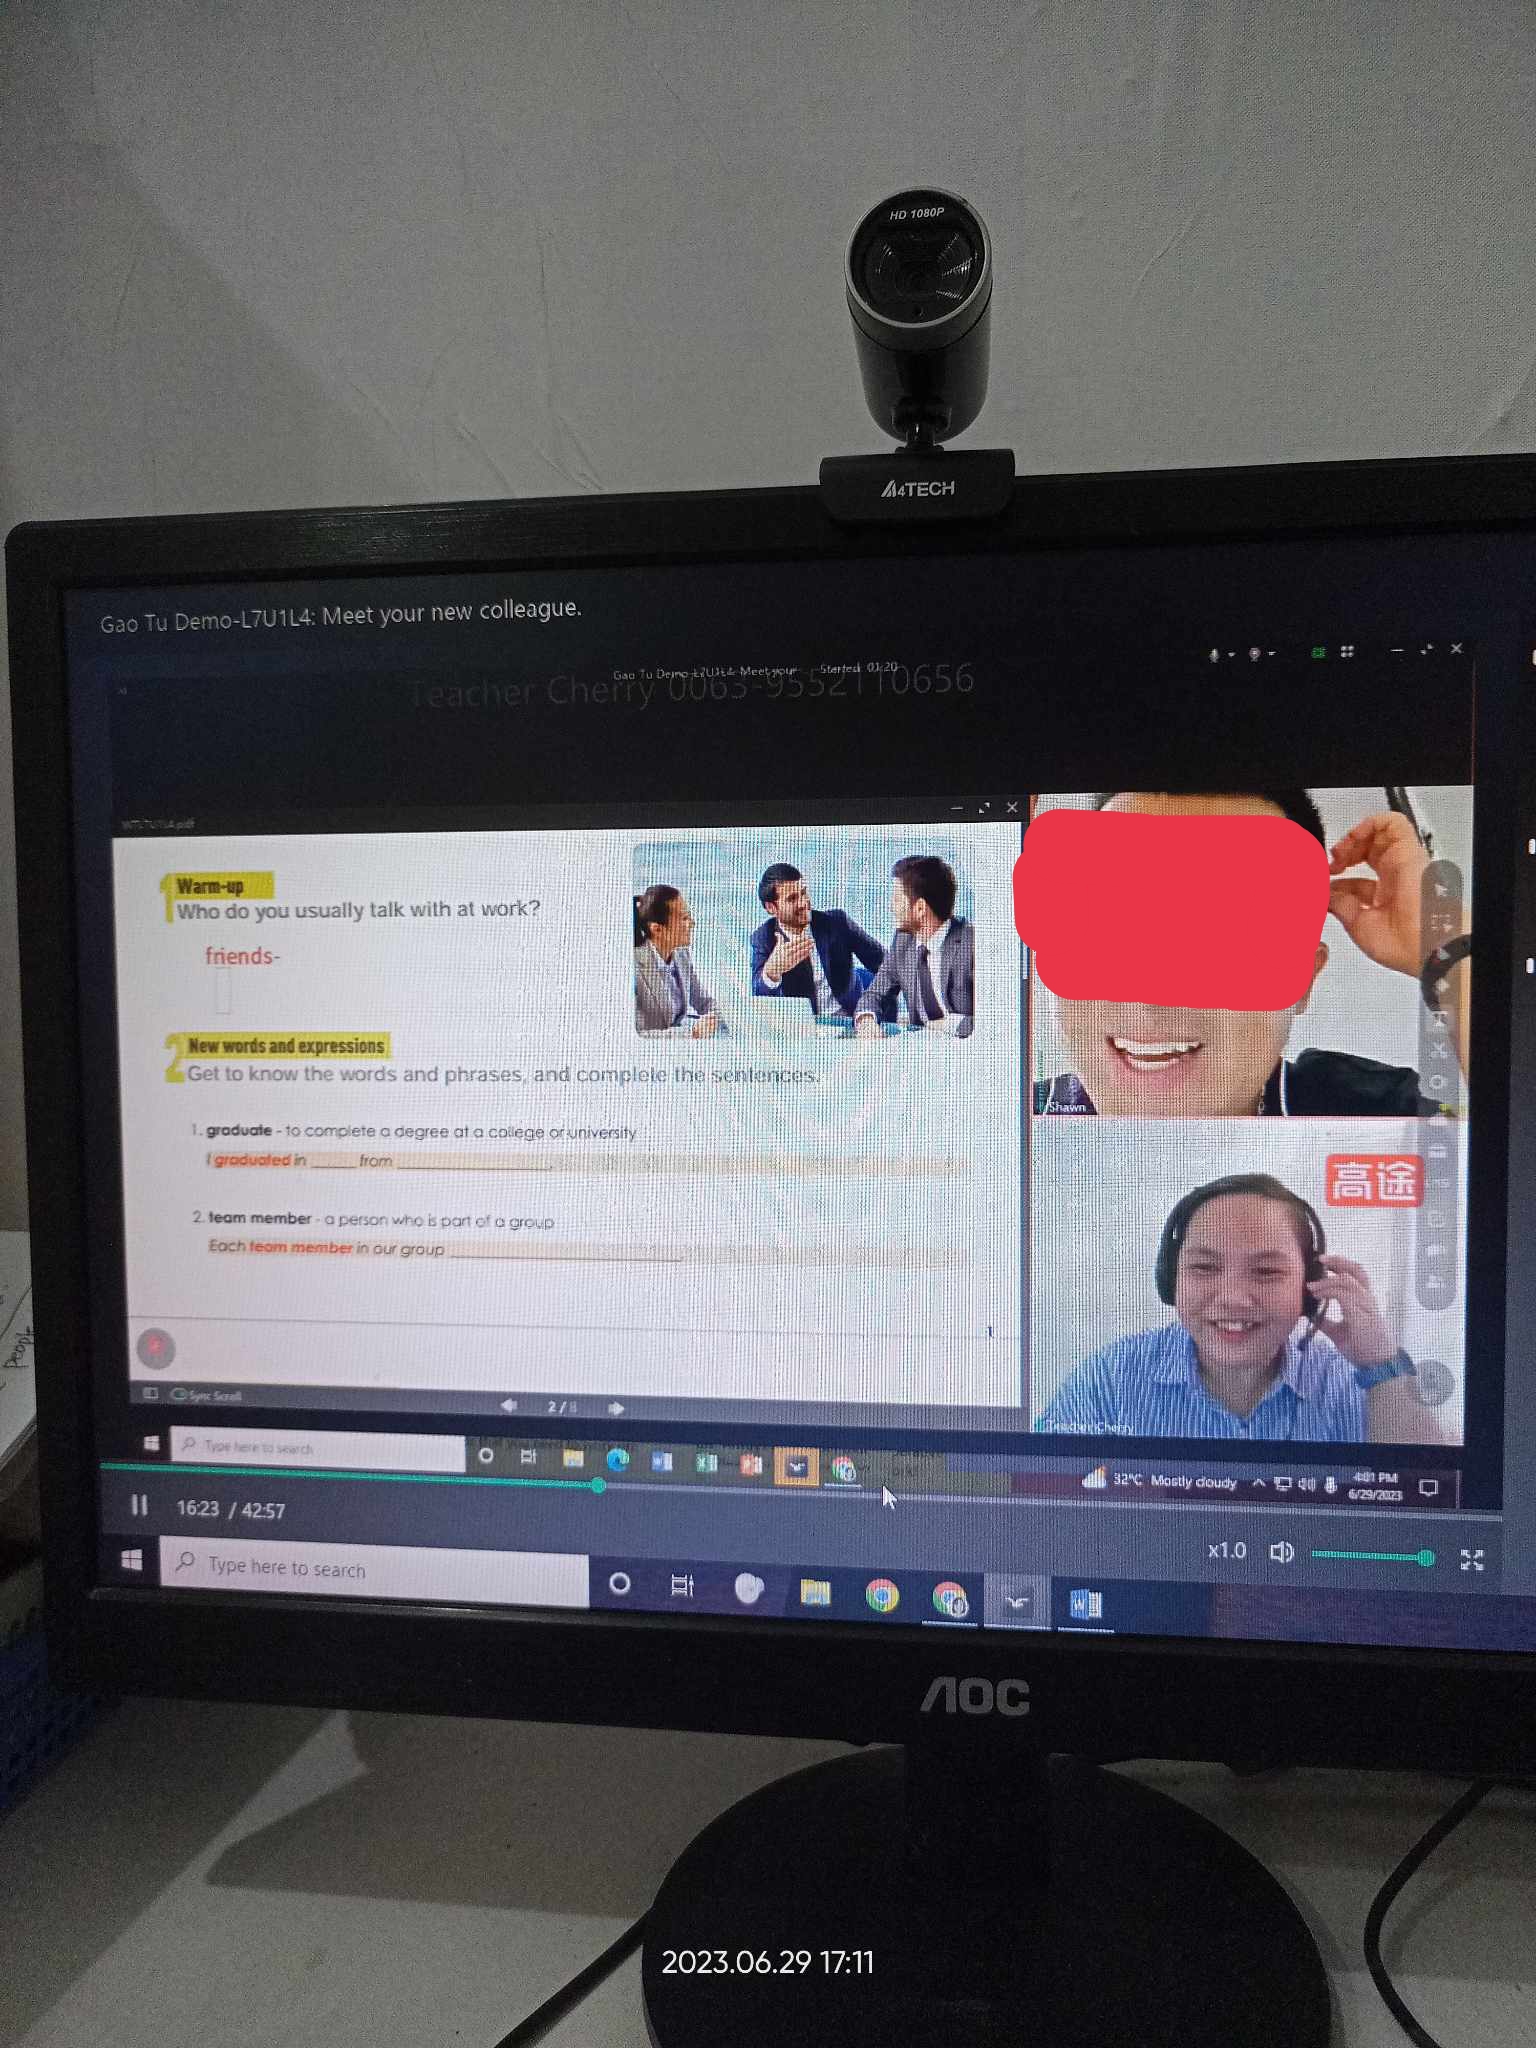 HD 1080P
A4TECH
Gao Tu Demo-L7U1L4: Meet your new colleague.
Gao Tu Demo-L7U1L4: Meet your Started 01:20
Teacher Cherry 0063-9552110656
Warm-up
1
Who do you usually talk with at work?
friends-
2
New words and expressions
Get to know the words and phrases, and complete the sentences.
1. graduate - to complete a degree at a college or university
I graduated in ______ from ____________________.
2. team member - a person who is part of a group
Each team member in our group ______________________________.
1
Sync Scroll
2 / 8
Shawn
高途
Teacher Cherry
Type here to search
32°C Mostly cloudy
4:01 PM
6/29/2023
16:23 / 42:57
x1.0
Type here to search
AOC
people
2023.06.29 17:11